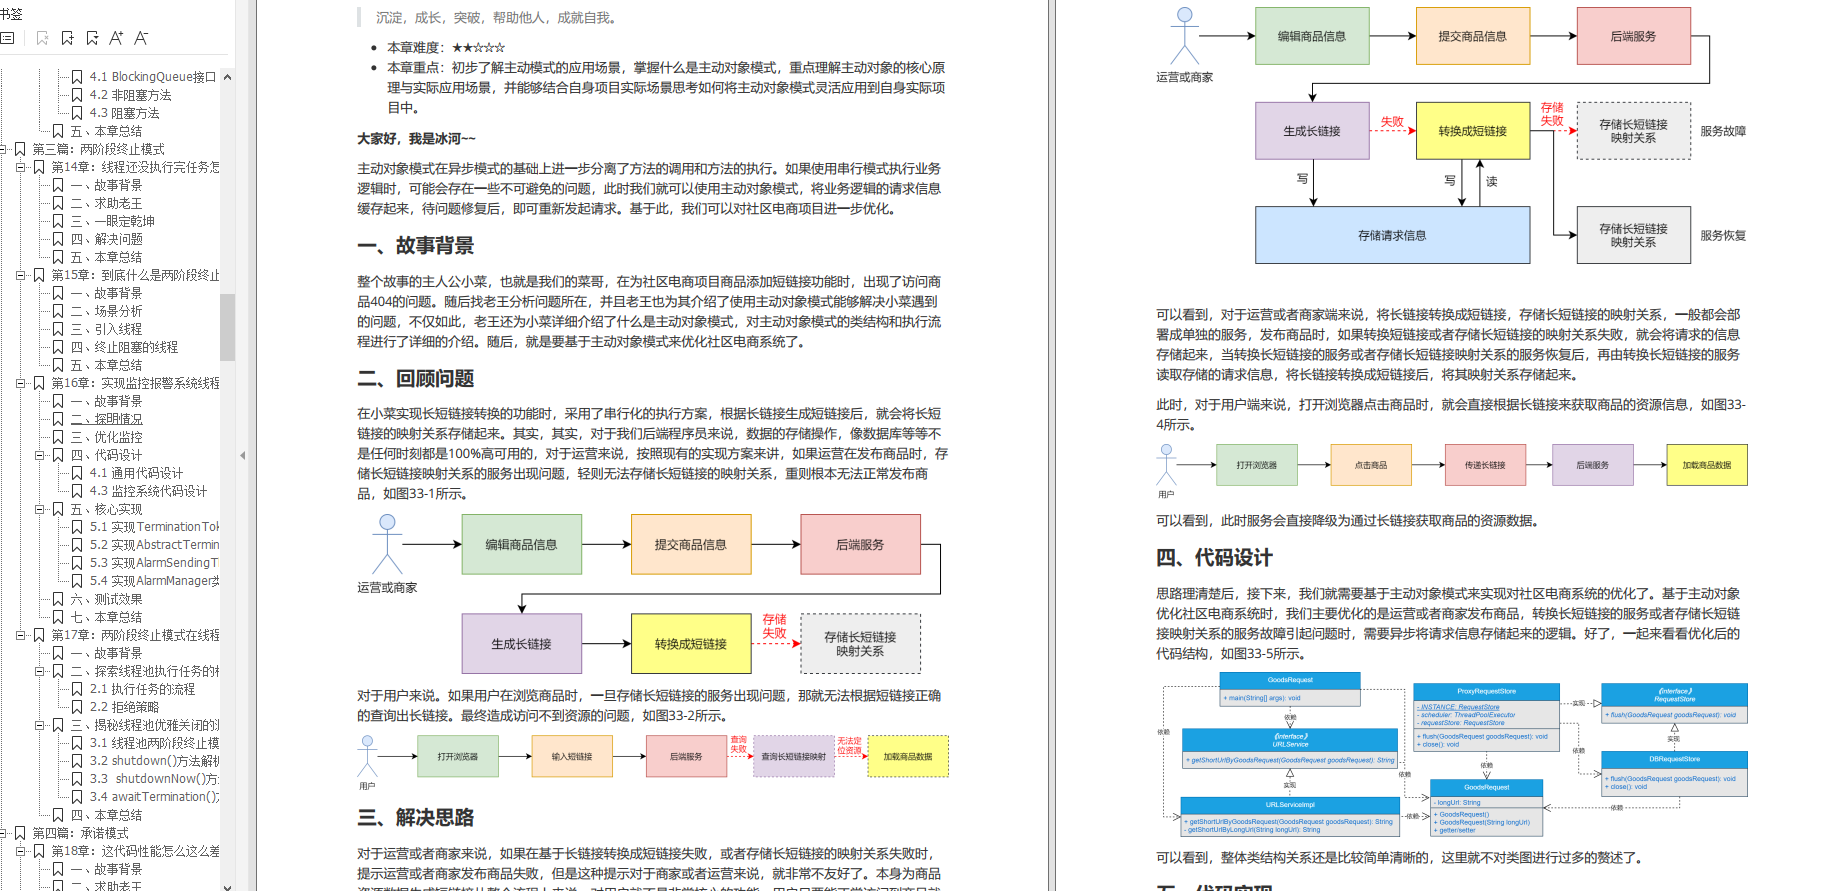 书签
4.1 BlockingQueue接口
4.2 非阻塞方法
4.3 阻塞方法
五、本章总结
第三篇：两阶段终止模式
第14章：线程还没执行完任务怎
一、故事背景
二、求助老王
三、一眼定乾坤
四、解决问题
五、本章总结
第15章：到底什么是两阶段终止
一、故事背景
二、场景分析
三、引入线程
四、终止阻塞的线程
五、本章总结
第16章：实现监控报警系统线程
一、故事背景
二、探明情况
三、优化监控
四、代码设计
4.1 通用代码设计
4.3 监控系统代码设计
五、核心实现
5.1 实现TerminationTok
5.2 实现AbstractTermin
5.3 实现AlarmSendingT
5.4 实现AlarmManager类
六、测试效果
七、本章总结
第17章：两阶段终止模式在线程
一、故事背景
二、探索线程池执行任务的
2.1 执行任务的流程
2.2 拒绝策略
三、揭秘线程池优雅关闭的
3.1 线程池两阶段终止模
3.2 shutdown()方法解析
3.3 shutdownNow()方
3.4 awaitTermination()
四、本章总结
第四篇：承诺模式
第18章：这代码性能怎么这么差
一、故事背景
二、求助老王
沉淀，成长，突破，帮助他人，成就自我。
• 本章难度：★★☆☆☆
• 本章重点：初步了解主动模式的应用场景，掌握什么是主动对象模式，重点理解主动对象的核心原
理与实际应用场景，并能够结合自身项目实际场景思考如何将主动对象模式灵活应用到自身实际项
目中。
大家好，我是冰河~~
主动对象模式在异步模式的基础上进一步分离了方法的调用和方法的执行。如果使用串行模式执行业务
逻辑时，可能会存在一些不可避免的问题，此时我们就可以使用主动对象模式，将业务逻辑的请求信息
缓存起来，待问题修复后，即可重新发起请求。基于此，我们可以对社区电商项目进一步优化。
一、故事背景
整个故事的主人公小菜，也就是我们的菜哥，在为社区电商项目商品添加短链接功能时，出现了访问商
品404的问题。随后找老王分析问题所在，并且老王也为其介绍了使用主动对象模式能够解决小菜遇到
的问题，不仅如此，老王还为小菜详细介绍了什么是主动对象模式，对主动对象模式的类结构和执行流
程进行了详细的介绍。随后，就是要基于主动对象模式来优化社区电商系统了。
二、回顾问题
在小菜实现长短链接转换的功能时，采用了串行化的执行方案，根据长链接生成短链接后，就会将长短
链接的映射关系存储起来。其实，其实，对于我们后端程序员来说，数据的存储操作，像数据库等等不
是任何时刻都是100%高可用的，对于运营来说，按照现有的实现方案来讲，如果运营在发布商品时，存
储长短链接映射关系的服务出现问题，轻则无法存储长短链接的映射关系，重则根本无法正常发布商
品，如图33-1所示。
编辑商品信息
提交商品信息
后端服务
运营或商家
生成长链接
转换成短链接
存储
失败
存储长短链接
映射关系
对于用户来说。如果用户在浏览商品时，一旦存储长短链接的服务出现问题，那就无法根据短链接正确
的查询出长链接。最终造成访问不到资源的问题，如图33-2所示。
打开浏览器
输入短链接
后端服务
查询
失败
查询长短链接映射
无法定
位资源
加载商品数据
用户
三、解决思路
对于运营或者商家来说，如果在基于长链接转换成短链接失败，或者存储长短链接的映射关系失败时，
提示运营或者商家发布商品失败，但是这种提示对于商家或者运营来说，就非常不友好了。本身为商品
编辑商品信息
提交商品信息
后端服务
运营或商家
生成长链接
失败
转换成短链接
存储
失败
存储长短链接
映射关系
服务故障
写
写
读
存储请求信息
存储长短链接
映射关系
服务恢复
可以看到，对于运营或者商家端来说，将长链接转换成短链接，存储长短链接的映射关系，一般都会部
署成单独的服务，发布商品时，如果转换短链接或者存储长短链接的映射关系失败，就会将请求的信息
存储起来，当转换长短链接的服务或者存储长短链接映射关系的服务恢复后，再由转换长短链接的服务
读取存储的请求信息，将长链接转换成短链接后，将其映射关系存储起来。
此时，对于用户端来说，打开浏览器点击商品时，就会直接根据长链接来获取商品的资源信息，如图33-
4所示。
打开浏览器
点击商品
传递长链接
后端服务
加载商品数据
用户
可以看到，此时服务会直接降级为通过长链接获取商品的资源数据。
四、代码设计
思路理清楚后，接下来，我们就需要基于主动对象模式来实现对社区电商系统的优化了。基于主动对象
优化社区电商系统时，我们主要优化的是运营或者商家发布商品，转换长短链接的服务或者存储长短链
接映射关系的服务故障引起问题时，需要异步将请求信息存储起来的逻辑。好了，一起来看看优化后的
代码结构，如图33-5所示。
GoodsRequest
+ main(String[] args): void
依赖
依赖
《interface》
URLService
+ getShortUrlByGoodsRequest(GoodsRequest goodsRequest): String
实现
URLServiceImpl
+ getShortUrlByGoodsRequest(GoodsRequest goodsRequest): String
- getShortUrlByLongUrl(String longUrl): String
依赖
依赖
ProxyRequestStore
- INSTANCE: RequestStore
- scheduler: ThreadPoolExecutor
- requestStore: RequestStore
+ flush(GoodsRequest goodsRequest): void
+ close(): void
实现
依赖
依赖
《interface》
RequestStore
+ flush(GoodsRequest goodsRequest): void
实现
DBRequestStore
+ flush(GoodsRequest goodsRequest): void
+ close(): void
依赖
GoodsRequest
- longUrl: String
+ GoodsRequest()
+ GoodsRequest(String longUrl)
+ getter/setter
可以看到，整体类结构关系还是比较简单清晰的，这里就不对类图进行过多的赘述了。